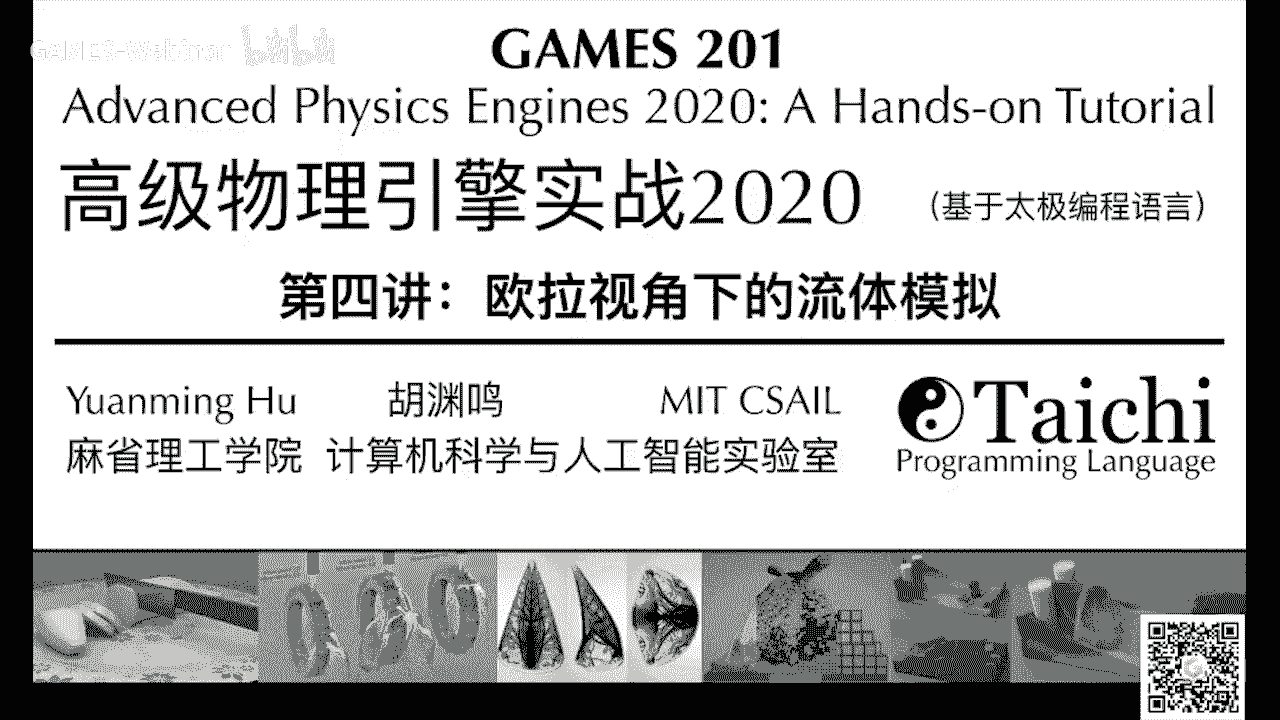 GAMES-Webinar bilibili
GAMES 201
Advanced Physics Engines 2020: A Hands-on Tutorial
高级物理引擎实战2020 (基于太极编程语言)
第四讲：欧拉视角下的流体模拟
Yuanming Hu 胡渊鸣 MIT CSAIL
麻省理工学院 计算机科学与人工智能实验室
Taichi
Programming Language